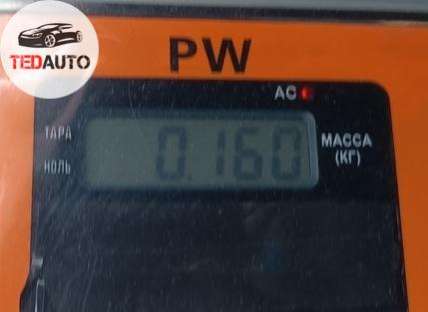 TEDAUTO
PW
AC
ТАРА
НОЛЬ
0.160
МАССА
(КГ)